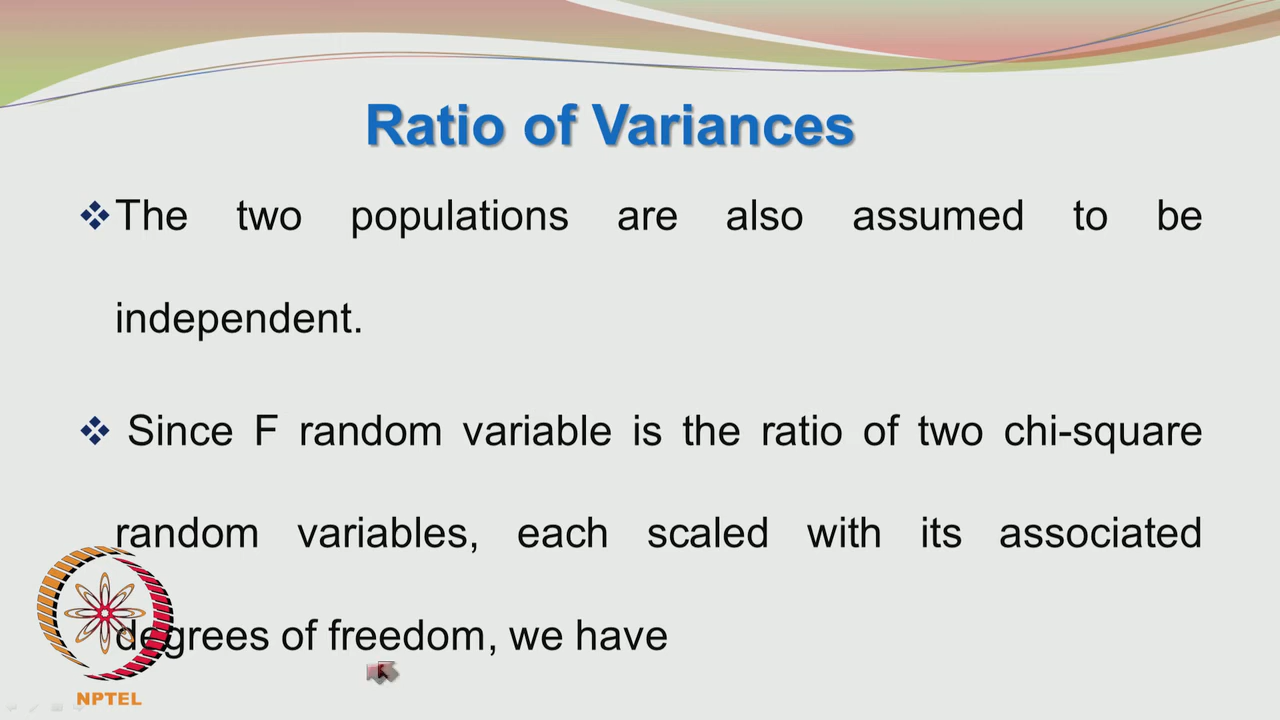 Ratio of Variances
❖The two populations are also assumed to be
independent.
❖ Since F random variable is the ratio of two chi-square
random variables, each scaled with its associated
degrees of freedom, we have
NPTEL